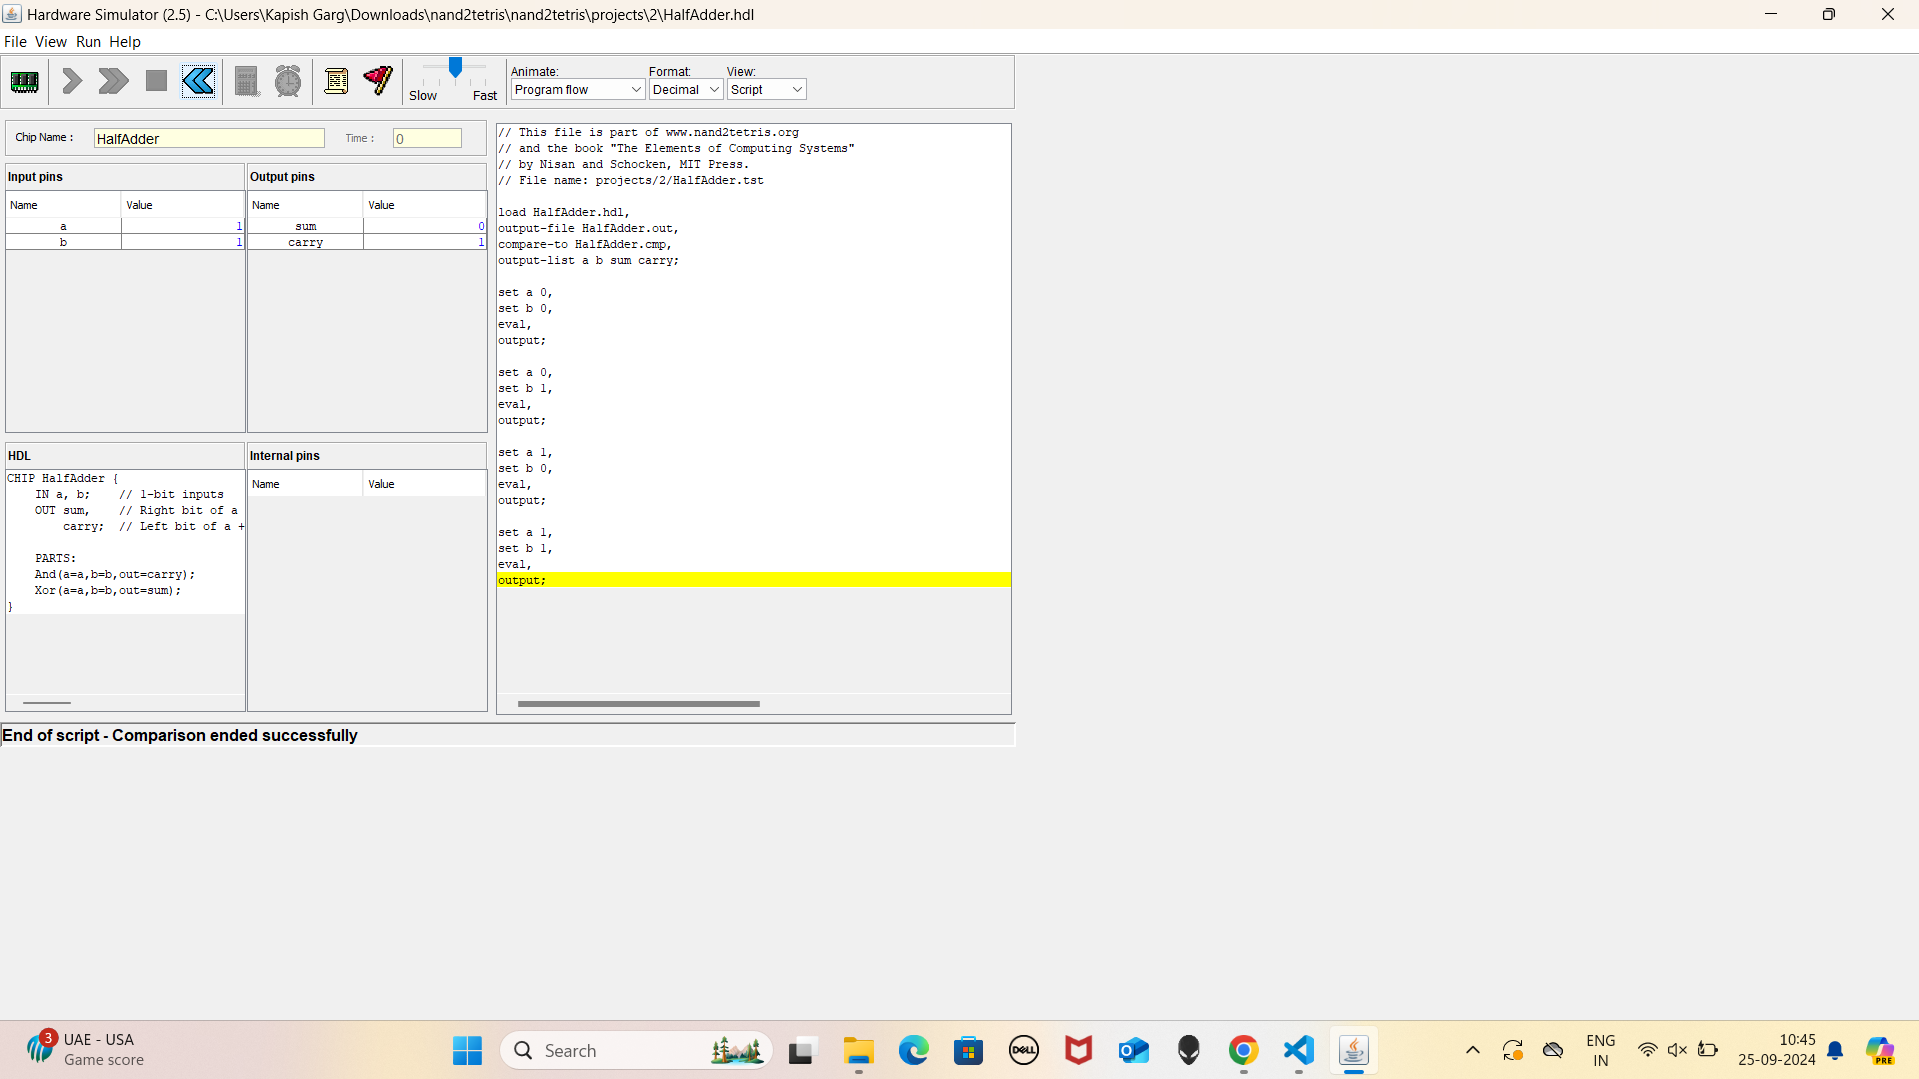 Hardware Simulator (2.5) - C:\Users\Kapish Garg\Downloads\nand2tetris\nand2tetris\projects\2\HalfAdder.hdl
File View Run Help
Slow Fast
Animate:
Program flow
Format:
Decimal
View:
Script
Chip Name :
HalfAdder
Time :
0
Input pins
Name Value
a 1
b 1
Output pins
Name Value
sum 0
carry 1
HDL
CHIP HalfAdder {
IN a, b; // 1-bit inputs
OUT sum, // Right bit of a
carry; // Left bit of a +
PARTS:
And(a=a,b=b,out=carry);
Xor(a=a,b=b,out=sum);
}
Internal pins
Name Value
// This file is part of www.nand2tetris.org
// and the book "The Elements of Computing Systems"
// by Nisan and Schocken, MIT Press.
// File name: projects/2/HalfAdder.tst
load HalfAdder.hdl,
output-file HalfAdder.out,
compare-to HalfAdder.cmp,
output-list a b sum carry;
set a 0,
set b 0,
eval,
output;
set a 0,
set b 1,
eval,
output;
set a 1,
set b 0,
eval,
output;
set a 1,
set b 1,
eval,
output;
End of script - Comparison ended successfully
3
UAE - USA
Game score
Search
DELL
ENG
IN
10:45
25-09-2024
PRE